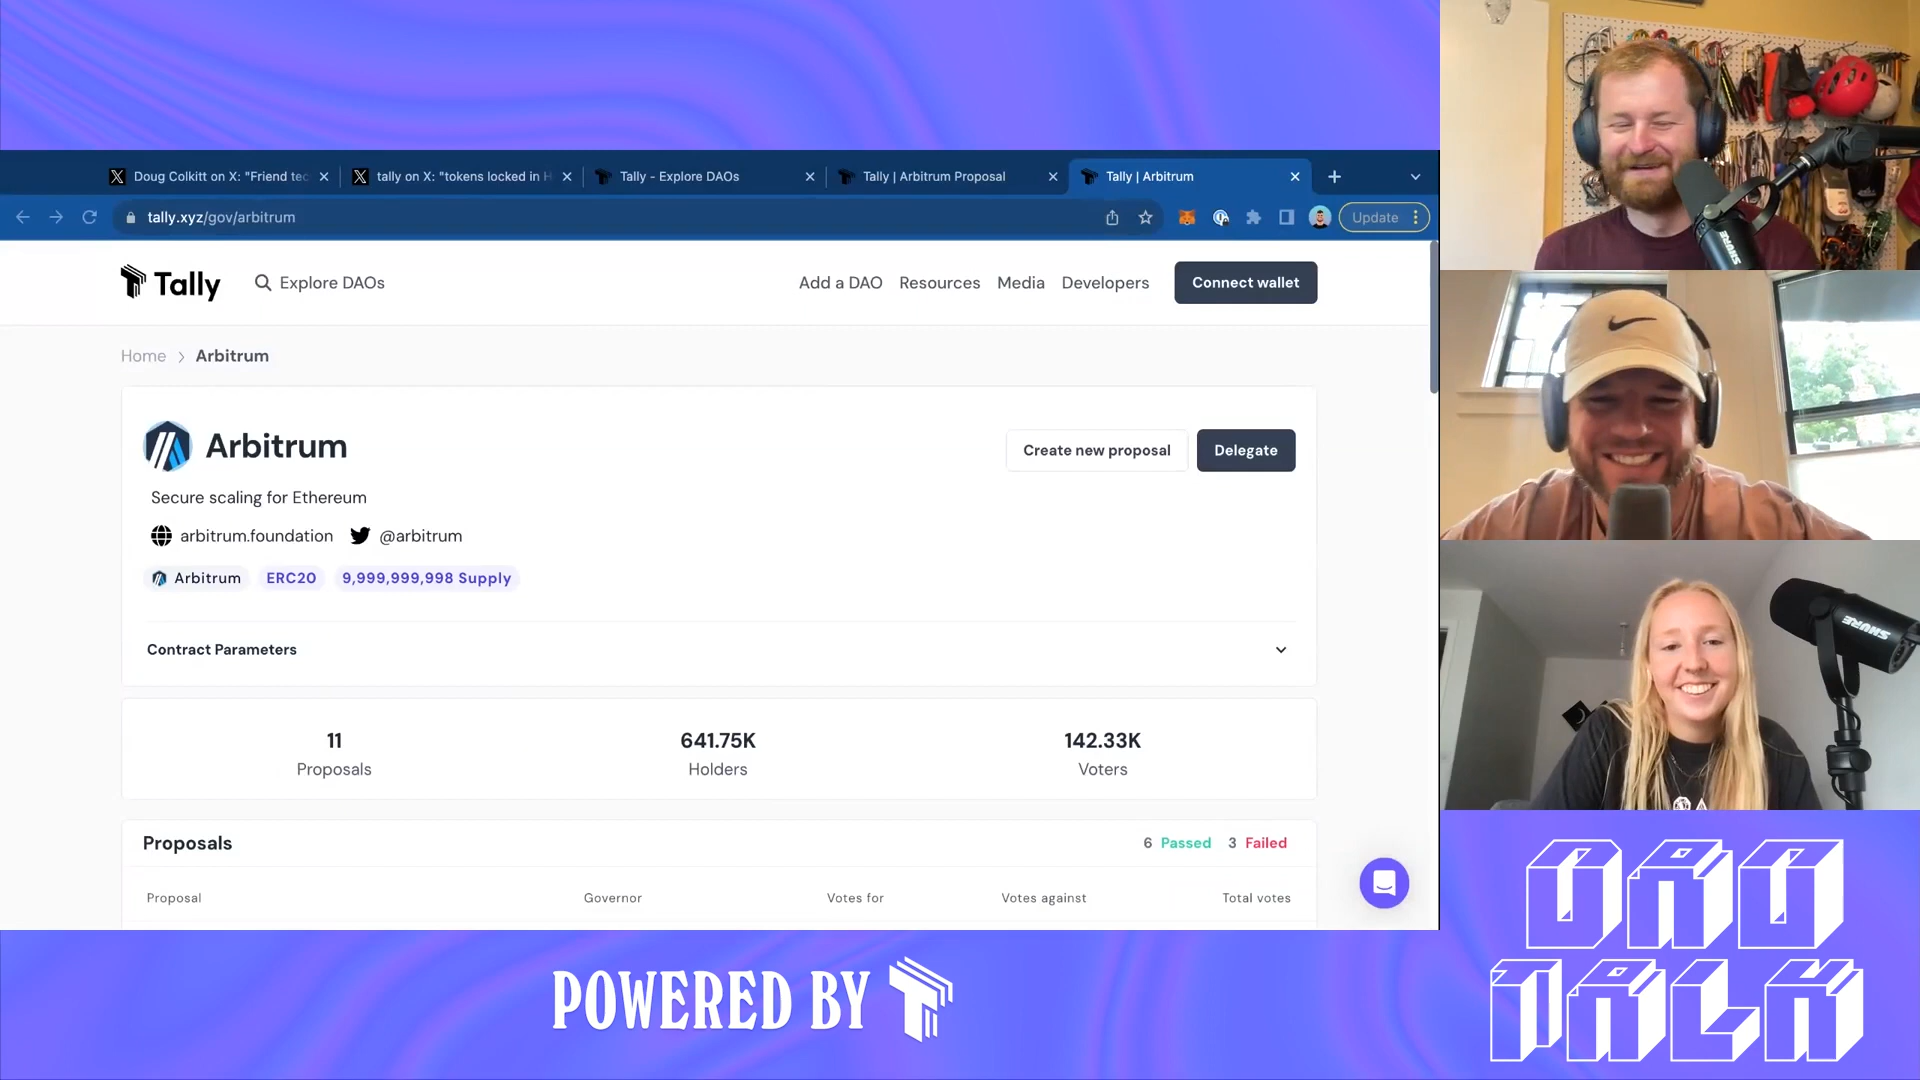 Doug Colkitt on X: "Friend tec
tally on X: "tokens locked in H
Tally - Explore DAOs
Tally | Arbitrum Proposal
Tally | Arbitrum
tally.xyz/gov/arbitrum
Update
Tally
Explore DAOs
Add a DAO
Resources
Media
Developers
Connect wallet
Home > Arbitrum
Arbitrum
Create new proposal
Delegate
Secure scaling for Ethereum
arbitrum.foundation
@arbitrum
Arbitrum
ERC20
9,999,999,998 Supply
Contract Parameters
11
Proposals
641.75K
Holders
142.33K
Voters
Proposals
6 Passed
3 Failed
Proposal
Governor
Votes for
Votes against
Total votes
SHURE
SHURE
POWERED BY
DAO
TALK